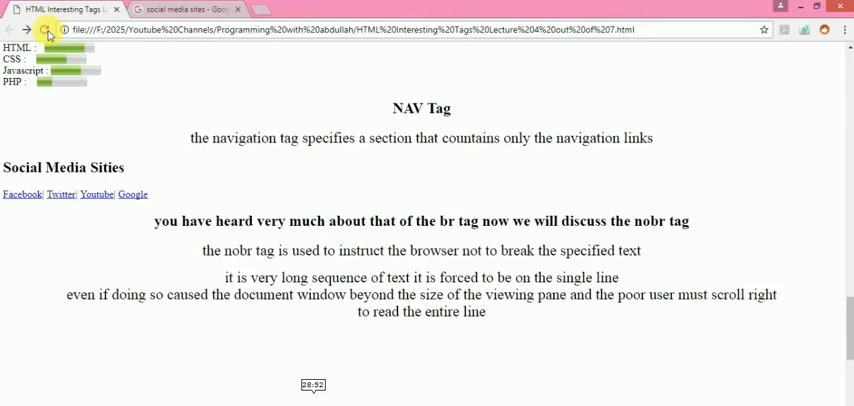 HTML Interesting Tags L
social media sites - Goog
file:///F:/2025/Youtube%20Channels/Programming%20with%20abdullah/HTML%20Interesting%20Tags%20Lecture%204%20out%20of%207.html
HTML :
CSS :
Javascript :
PHP :
NAV Tag
the navigation tag specifies a section that countains only the navigation links
Social Media Sities
Facebook| Twitter| Youtube| Google
you have heard very much about that of the br tag now we will discuss the nobr tag
the nobr tag is used to instruct the browser not to break the specified text
it is very long sequence of text it is forced to be on the single line
even if doing so caused the document window beyond the size of the viewing pane and the poor user must scroll right
to read the entire line
28:52